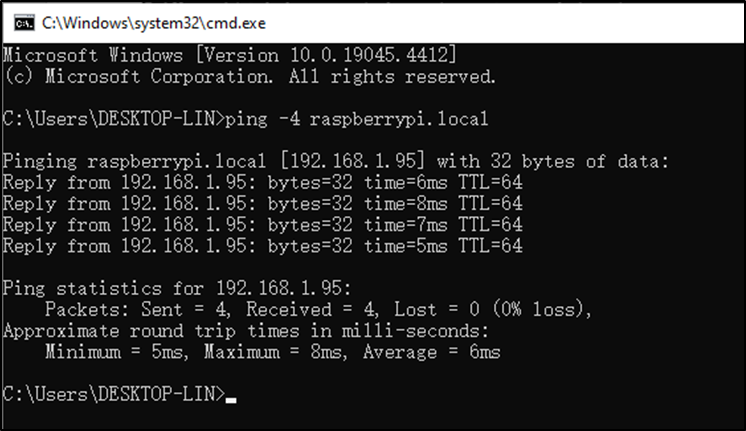 C:\Windows\system32\cmd.exe
Microsoft Windows [Version 10.0.19045.4412]
(c) Microsoft Corporation. All rights reserved.
C:\Users\DESKTOP-LIN>ping -4 raspberrypi.local
Pinging raspberrypi.local [192.168.1.95] with 32 bytes of data:
Reply from 192.168.1.95: bytes=32 time=6ms TTL=64
Reply from 192.168.1.95: bytes=32 time=8ms TTL=64
Reply from 192.168.1.95: bytes=32 time=7ms TTL=64
Reply from 192.168.1.95: bytes=32 time=5ms TTL=64
Ping statistics for 192.168.1.95:
    Packets: Sent = 4, Received = 4, Lost = 0 (0% loss),
Approximate round trip times in milli-seconds:
    Minimum = 5ms, Maximum = 8ms, Average = 6ms
C:\Users\DESKTOP-LIN>